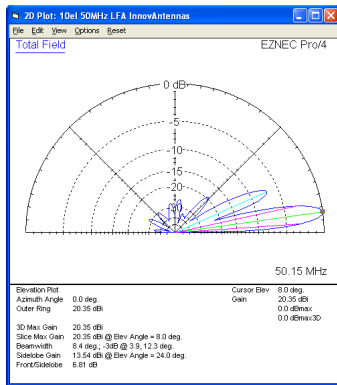 2D Plot: 10el 50MHz LFA InnovAntennas
File Edit View Options Reset
Total Field
EZNEC Pro/4
0 dB
-5
-10
-15
-20
-30
50.15 MHz
Elevation Plot
Azimuth Angle 0.0 deg.
Outer Ring 20.35 dBi
Cursor Elev 8.0 deg.
Gain 20.35 dBi
0.0 dBmax
0.0 dBmax3D
3D Max Gain 20.35 dBi
Slice Max Gain 20.35 dBi @ Elev Angle = 8.0 deg.
Beamwidth 8.4 deg.; -3dB @ 3.9, 12.3 deg.
Sidelobe Gain 13.54 dBi @ Elev Angle = 24.0 deg.
Front/Sidelobe 6.81 dB